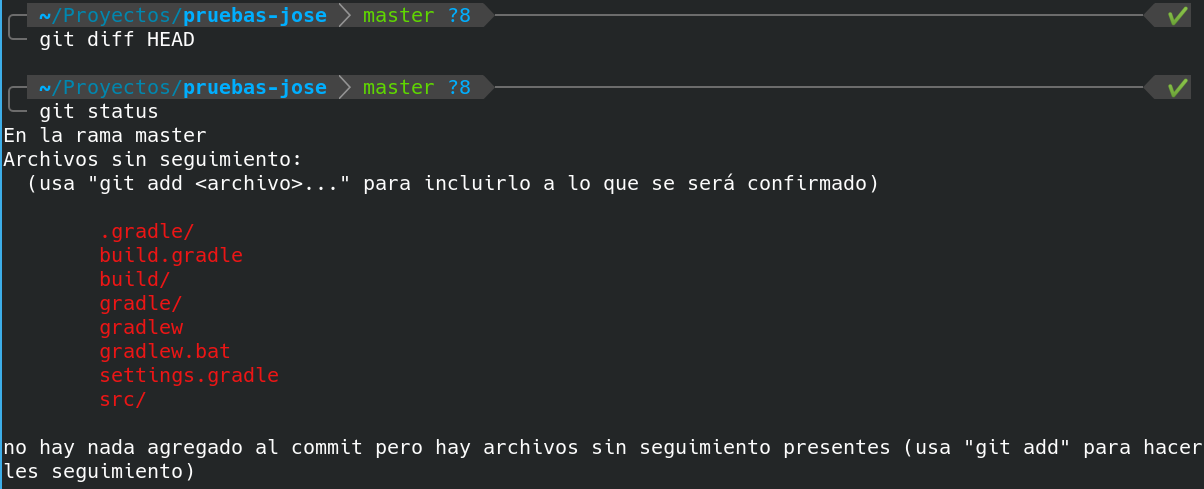 ~/Proyectos/pruebas-jose master ?8 ✔
git diff HEAD
~/Proyectos/pruebas-jose master ?8 ✔
git status
En la rama master
Archivos sin seguimiento:
(usa "git add <archivo>..." para incluirlo a lo que se será confirmado)
.gradle/
build.gradle
build/
gradle/
gradlew
gradlew.bat
settings.gradle
src/
no hay nada agregado al commit pero hay archivos sin seguimiento presentes (usa "git add" para hacer
les seguimiento)